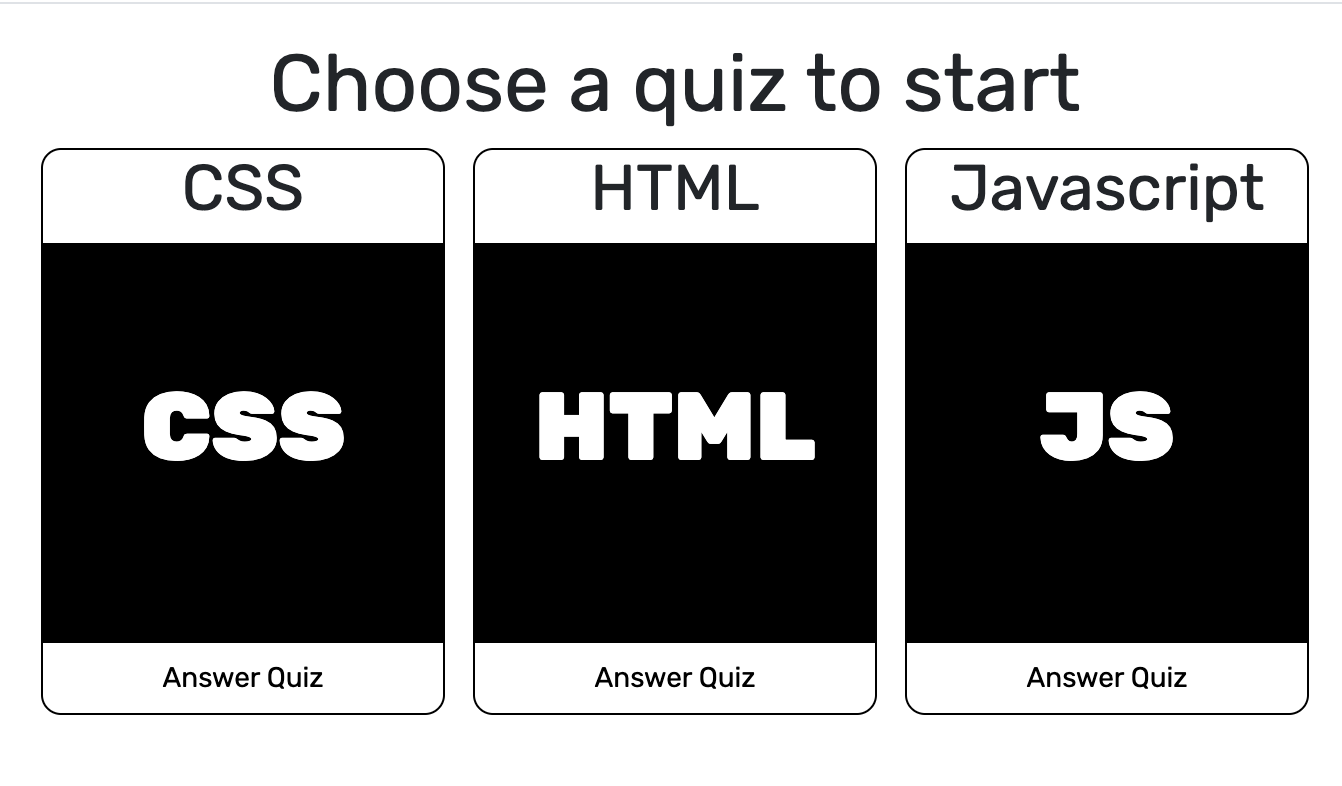 Choose a quiz to start
CSS
CSS
Answer Quiz
HTML
HTML
Answer Quiz
Javascript
JS
Answer Quiz